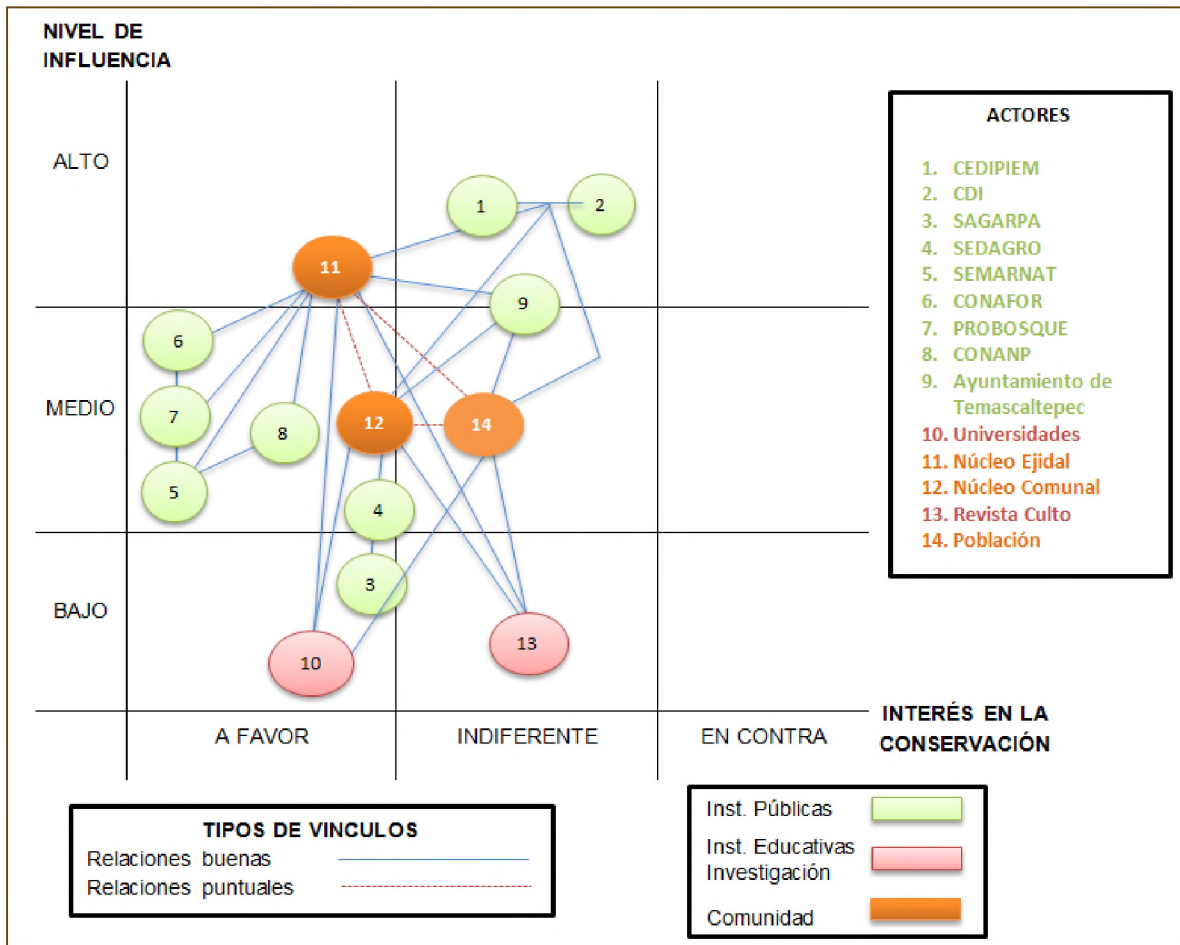 NIVEL DE
INFLUENCIA
ALTO
MEDIO
BAJO
1
2
11
9
6
7
8
12
14
5
4
3
10
13
A FAVOR
INDIFERENTE
EN CONTRA
INTERÉS EN LA
CONSERVACIÓN
ACTORES
1. CEDIPIEM
2. CDI
3. SAGARPA
4. SEDAGRO
5. SEMARNAT
6. CONAFOR
7. PROBOSQUE
8. CONANP
9. Ayuntamiento de
Temascaltepec
10. Universidades
11. Núcleo Ejidal
12. Núcleo Comunal
13. Revista Culto
14. Población
TIPOS DE VINCULOS
Relaciones buenas
Relaciones puntuales
Inst. Públicas
Inst. Educativas
Investigación
Comunidad